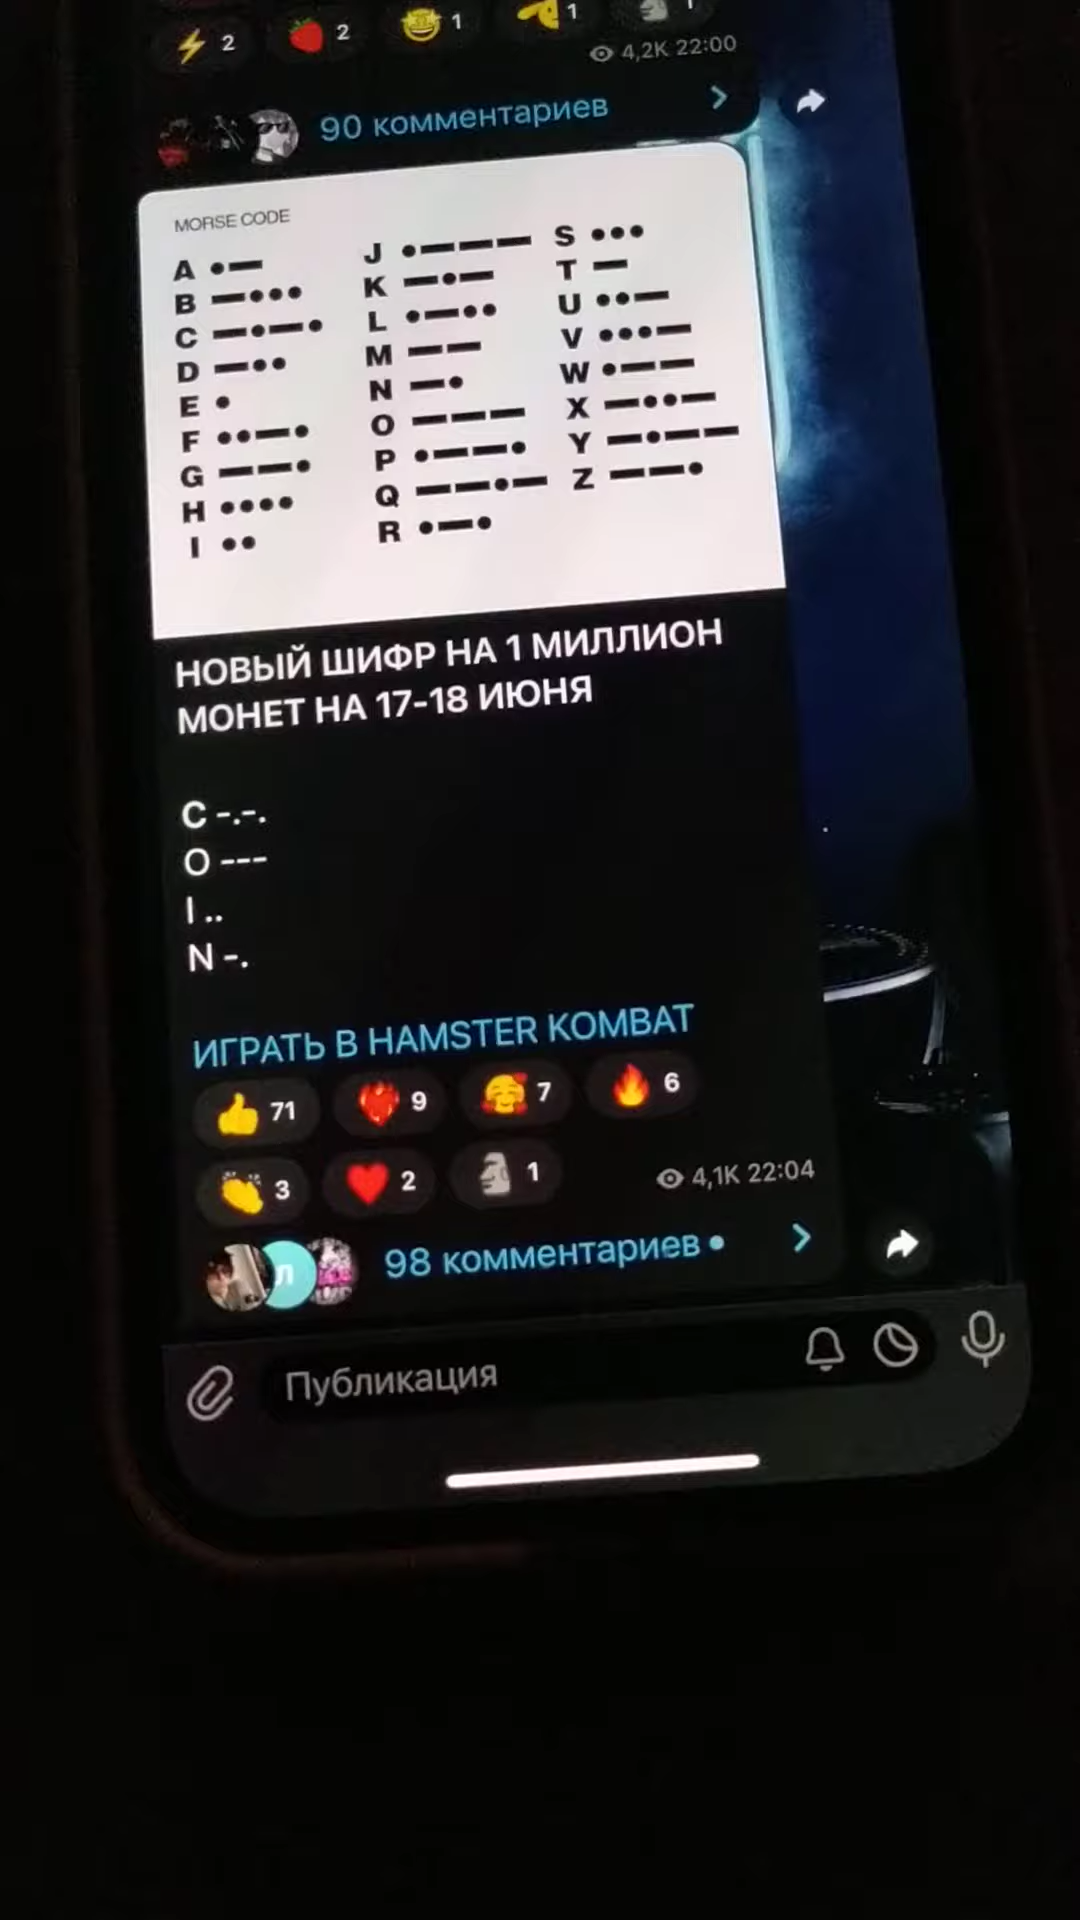 2 2 1 1 1
4,2K 22:00
90 комментариев
MORSE CODE
A •— J •——— S •••
B —••• K —•— T —
C —•—• L •—•• U ••—
D —•• M —— V •••—
E • N —• W •——
F ••—• O ——— X —••—
G ——• P •——• Y —•——
H •••• Q ——•— Z ——•
I •• R •—•
НОВЫЙ ШИФР НА 1 МИЛЛИОН
МОНЕТ НА 17-18 ИЮНЯ
C -.-.
O ---
I ..
N -.
ИГРАТЬ В HAMSTER KOMBAT
71 9 7 6
3 2 1 4,1K 22:04
Л 98 комментариев
Публикация